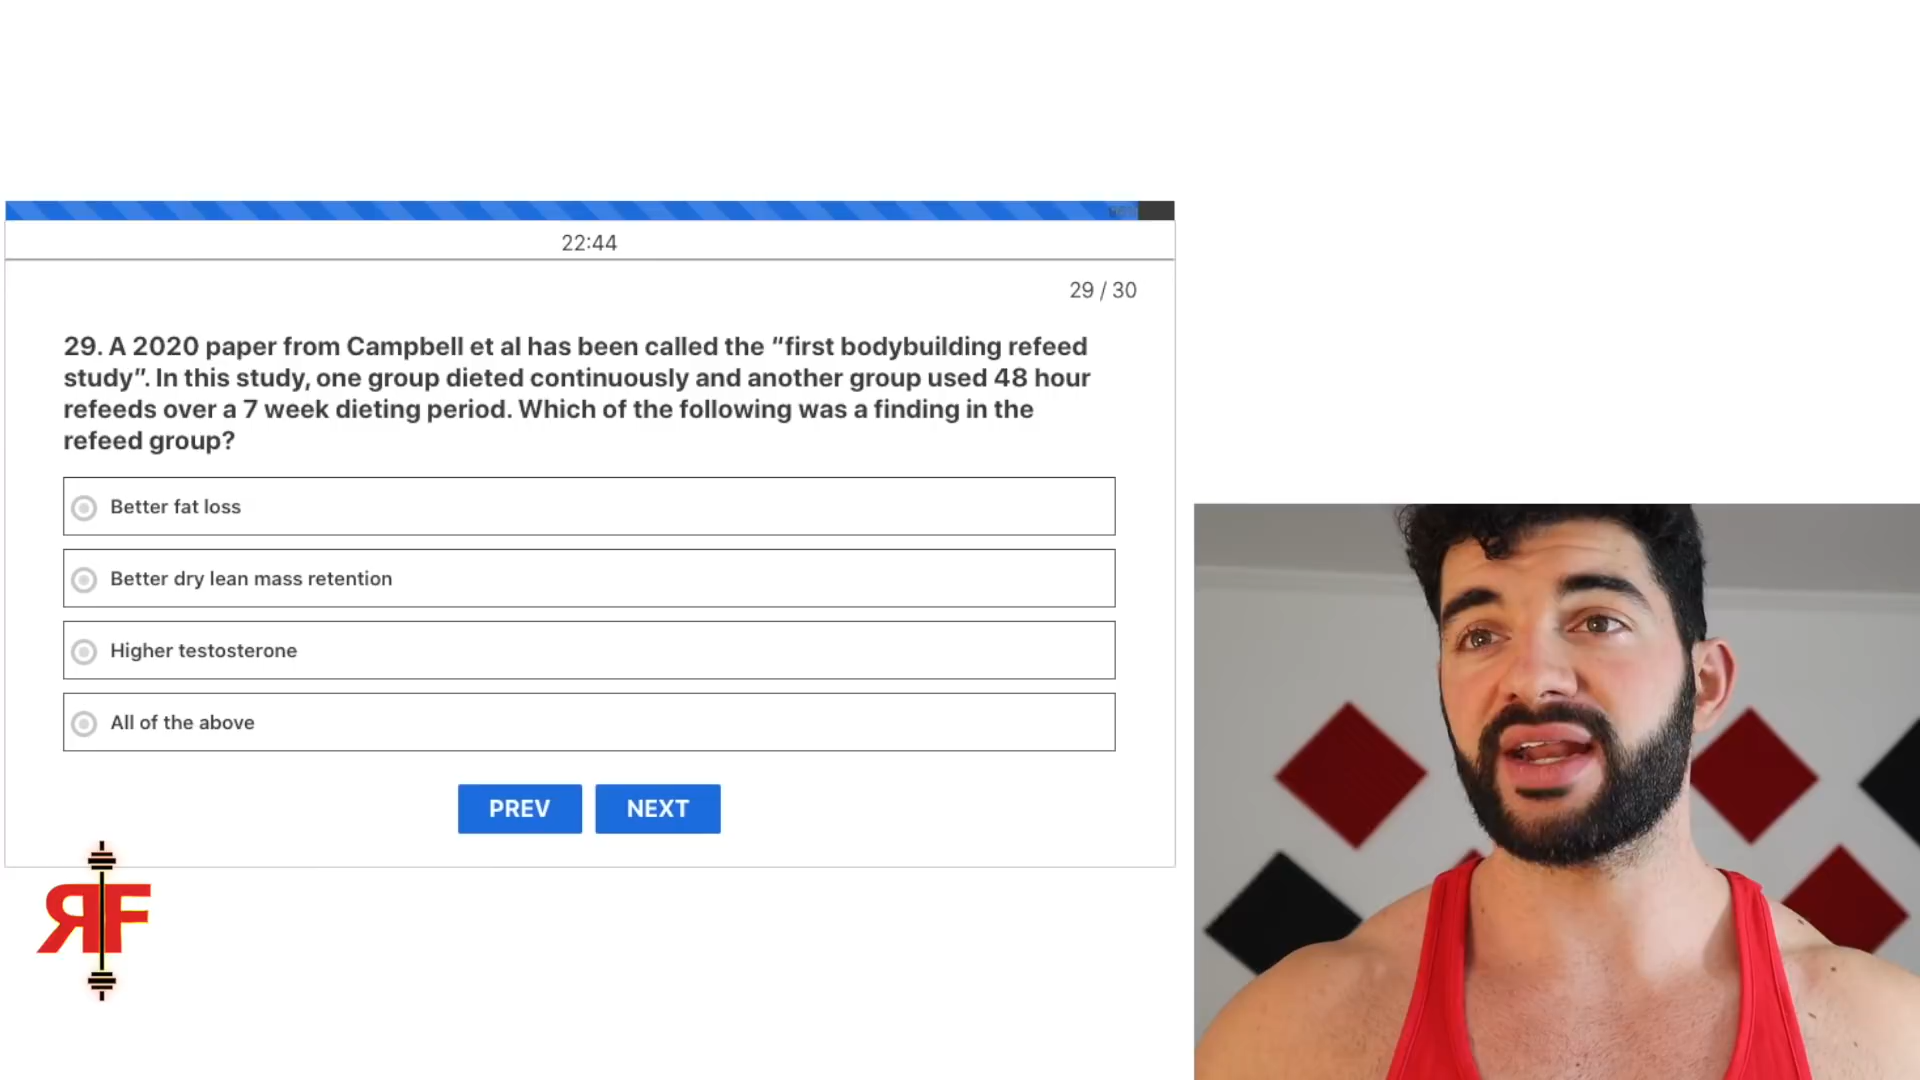 22:44
29 / 30
29. A 2020 paper from Campbell et al has been called the “first bodybuilding refeed
study”. In this study, one group dieted continuously and another group used 48 hour
refeeds over a 7 week dieting period. Which of the following was a finding in the
refeed group?
Better fat loss
Better dry lean mass retention
Higher testosterone
All of the above
PREV NEXT
RF